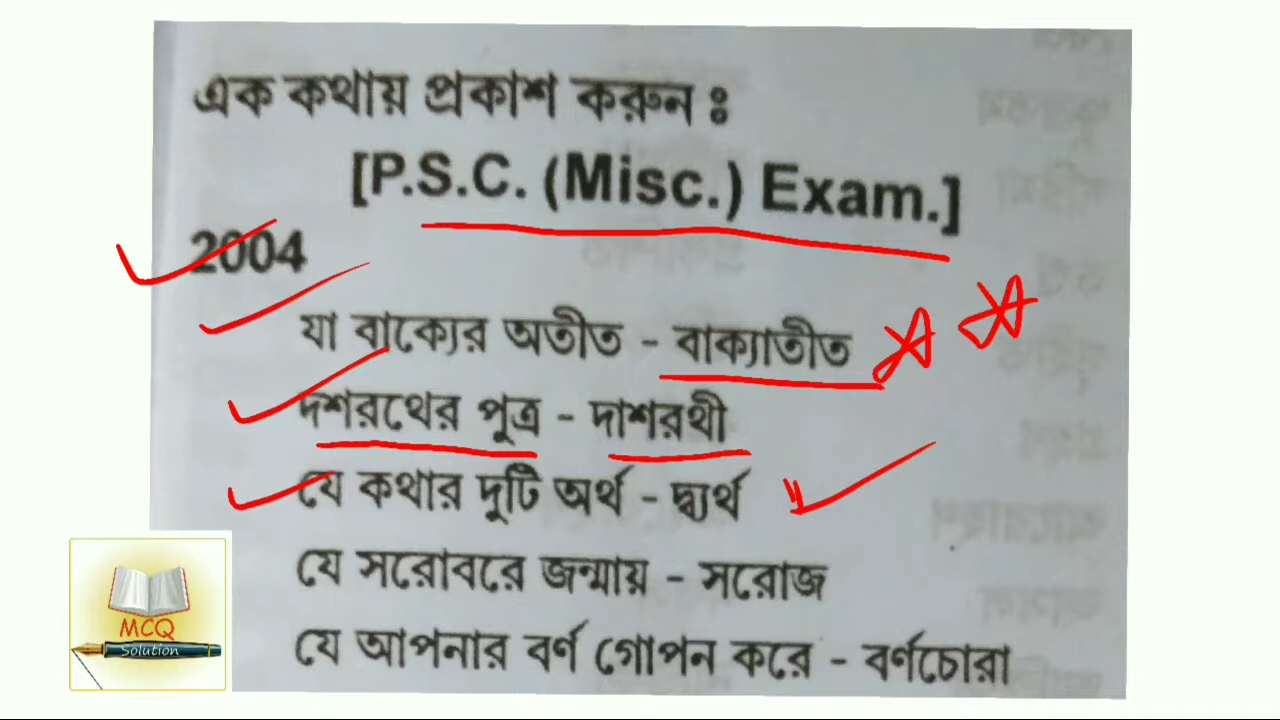 এক কথায় প্রকাশ করুন ঃ
[P.S.C. (Misc.) Exam.]
2004
যা বাক্যের অতীত - বাক্যাতীত
দশরথের পুত্র - দাশরথী
যে কথার দুটি অর্থ - দ্ব্যর্থ
যে সরোবরে জন্মায় - সরোজ
যে আপনার বর্ণ গোপন করে - বর্ণচোরা
MCQ
Solution